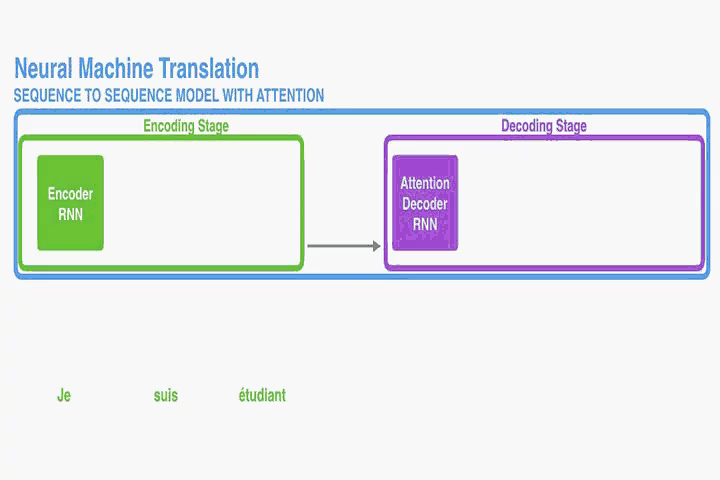 Neural Machine Translation
SEQUENCE TO SEQUENCE MODEL WITH ATTENTION
Encoding Stage
Decoding Stage
Encoder
RNN
Attention
Decoder
RNN
Je suis étudiant